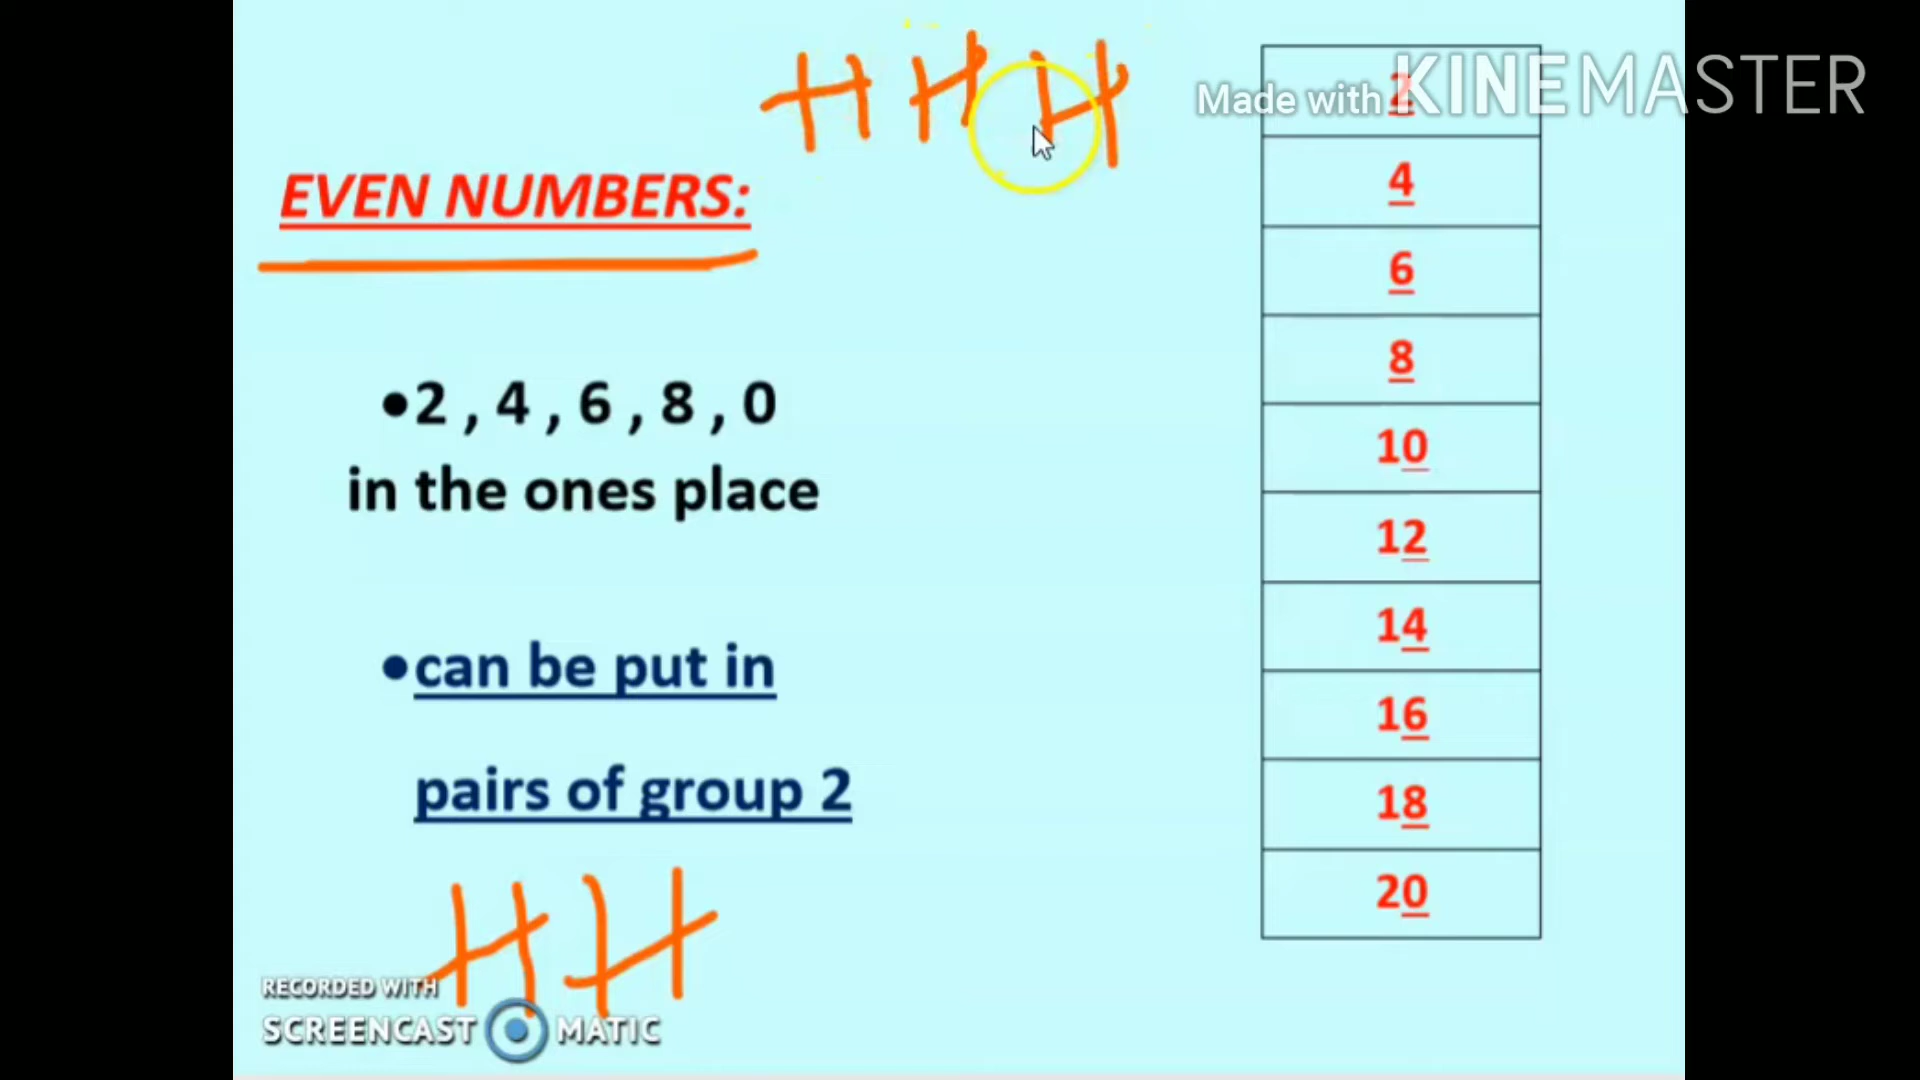 Made with KINEMASTER
EVEN NUMBERS:
•2 , 4 , 6 , 8 , 0
in the ones place
•can be put in
pairs of group 2
2
4
6
8
10
12
14
16
18
20
RECORDED WITH
SCREENCAST MATIC